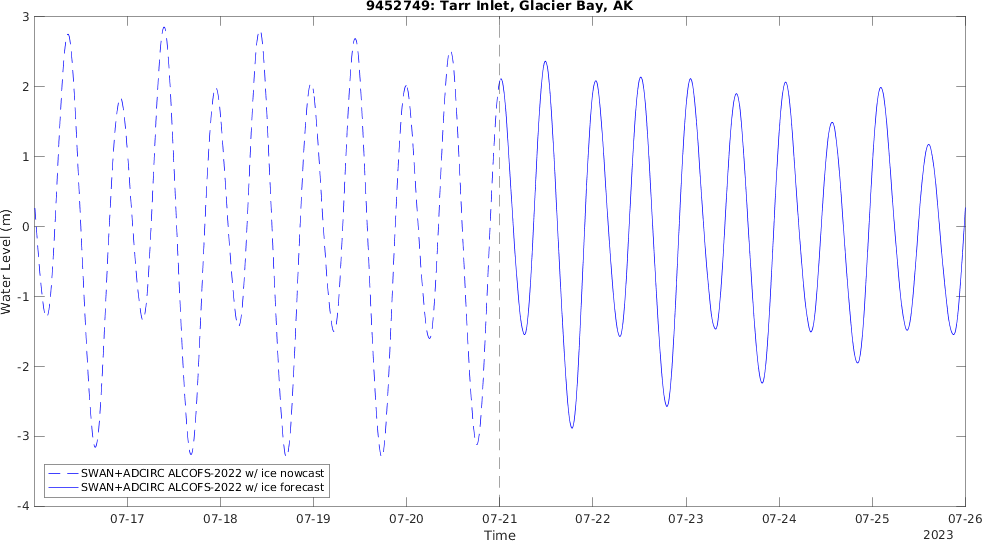 9452749: Tarr Inlet, Glacier Bay, AK
3
2
1
0
-1
-2
-3
-4
Water Level (m)
SWAN+ADCIRC ALCOFS-2022 w/ ice nowcast
SWAN+ADCIRC ALCOFS-2022 w/ ice forecast
07-17 07-18 07-19 07-20 07-21 07-22 07-23 07-24 07-25 07-26
Time
2023